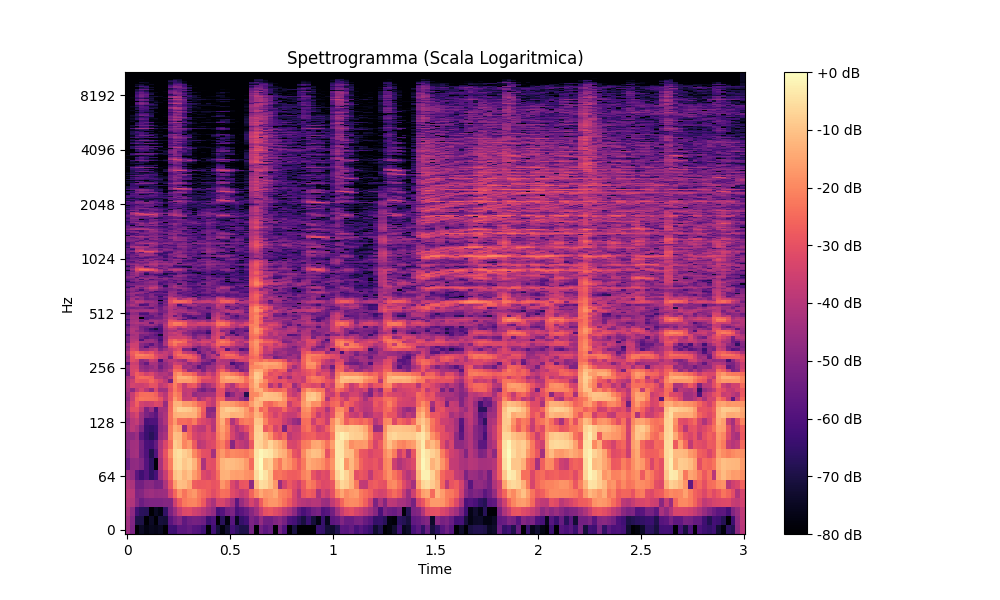 Spettrogramma (Scala Logaritmica)
Hz
8192
4096
2048
1024
512
256
128
64
0
0
0.5
1
1.5
2
2.5
3
Time
+0 dB
-10 dB
-20 dB
-30 dB
-40 dB
-50 dB
-60 dB
-70 dB
-80 dB